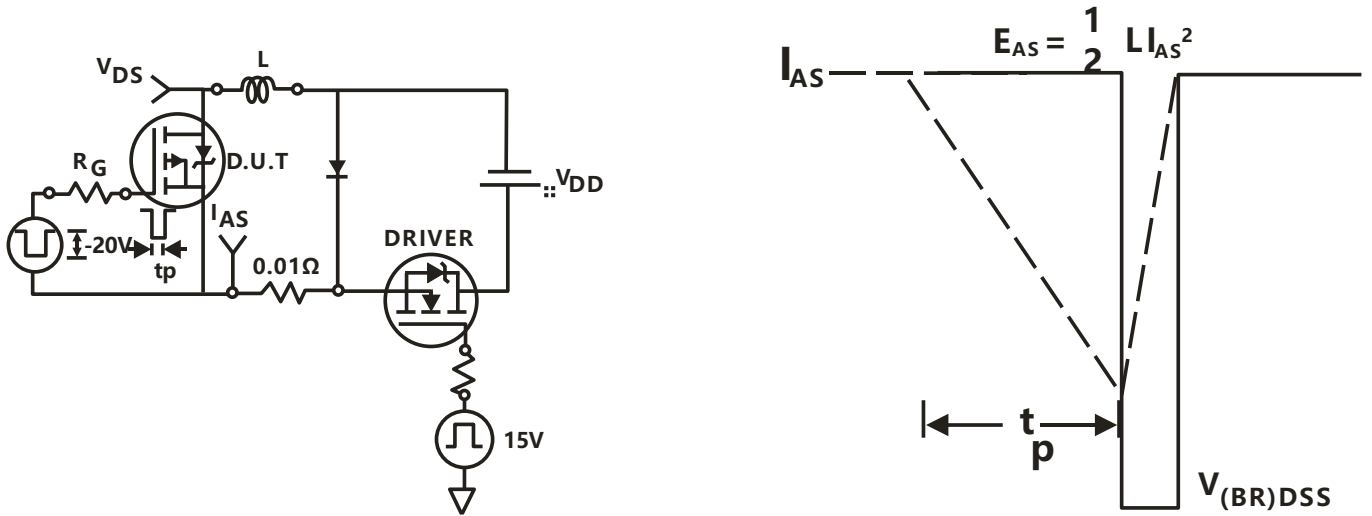 L
VDS
RG
D.U.T
VDD
IAS
-20V
tp
0.01Ω
DRIVER
15V
EAS = 1/2 LIAS²
IAS
tp
V(BR)DSS